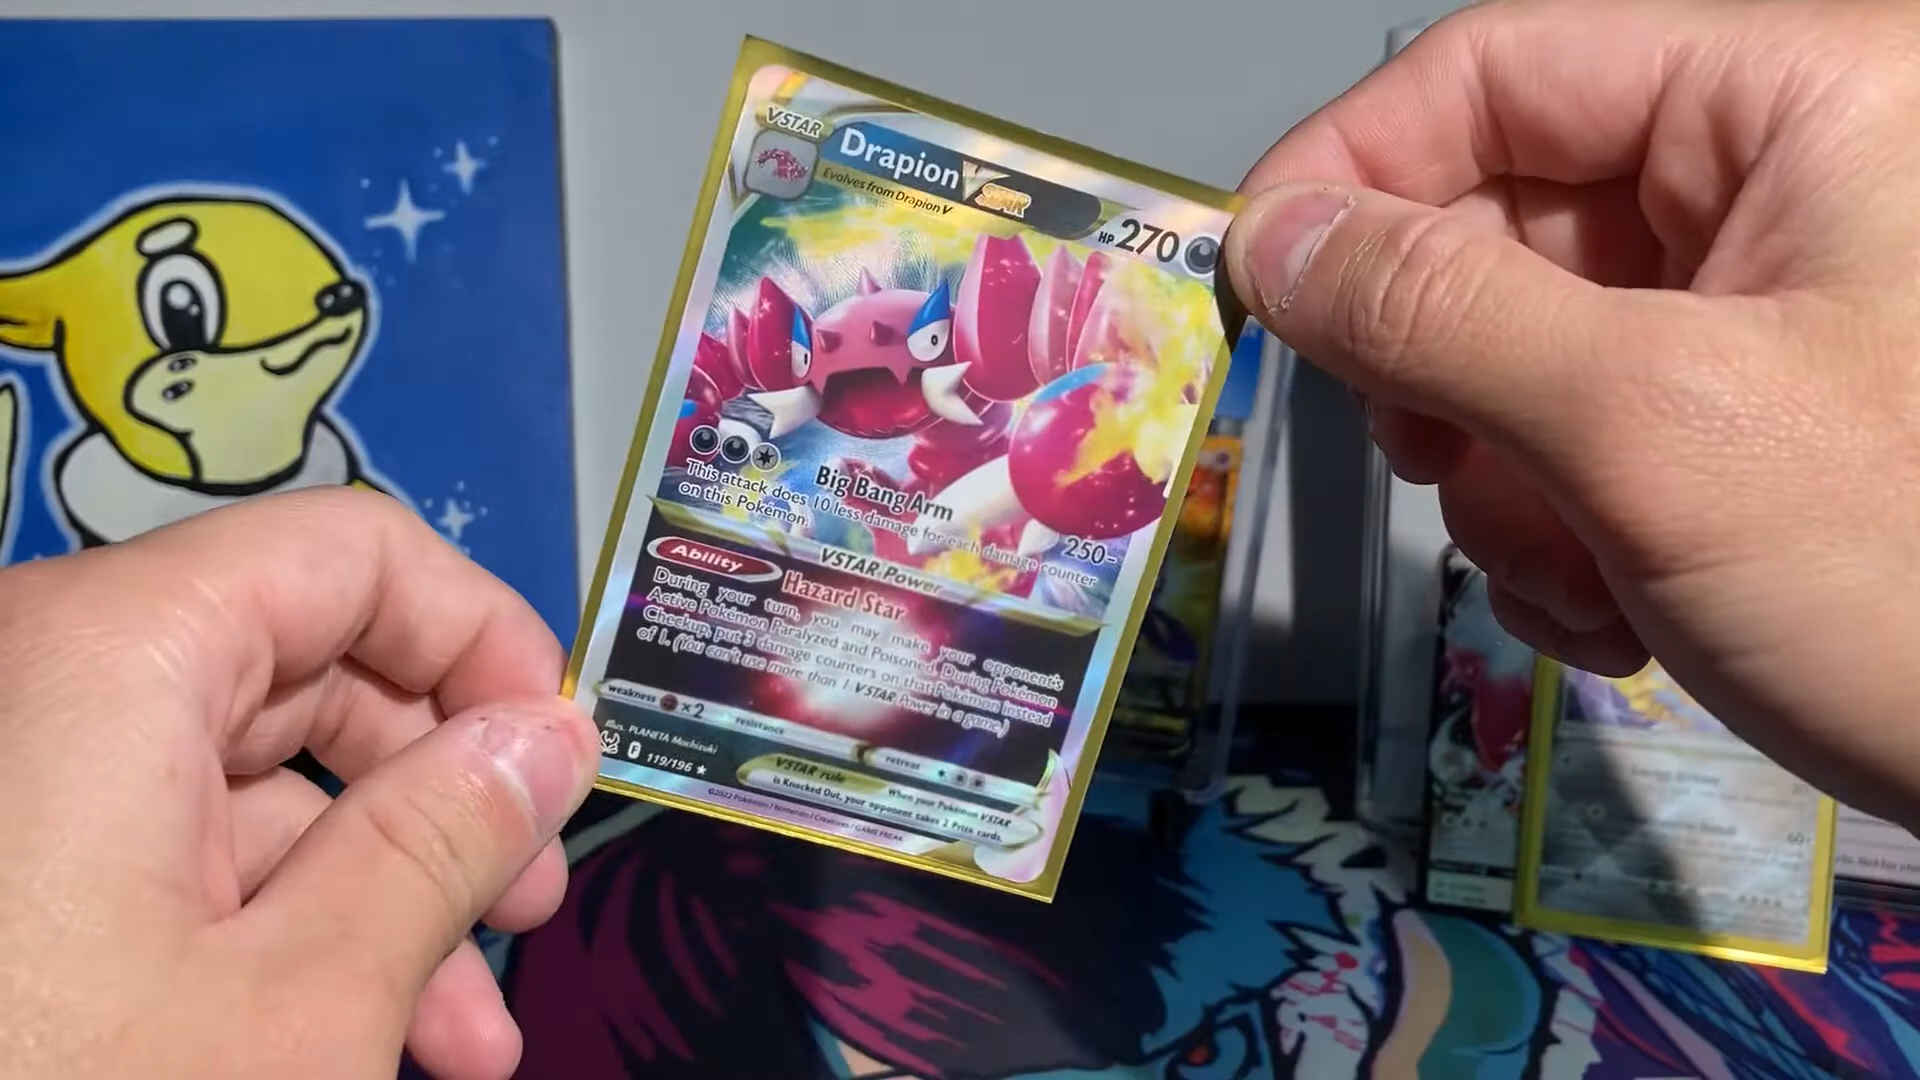 VSTAR
Drapion VSTAR
Evolves from Drapion V
HP 270
Big Bang Arm
250-
This attack does 10 less damage for each damage counter
on this Pokémon.
VSTAR Power
Ability Hazard Star
During your turn, you may make your opponent's
Active Pokémon Paralyzed and Poisoned. During Pokémon
Checkup, put 3 damage counters on that Pokémon instead
of 1. (You can't use more than 1 VSTAR Power in a game.)
weakness ×2
resistance
retreat
Illus. PLANETA Mochizuki
F 119/196 ★
VSTAR rule When your Pokémon VSTAR
is Knocked Out, your opponent takes 2 Prize cards.
©2022 Pokémon / Nintendo / Creatures / GAME FREAK
60+